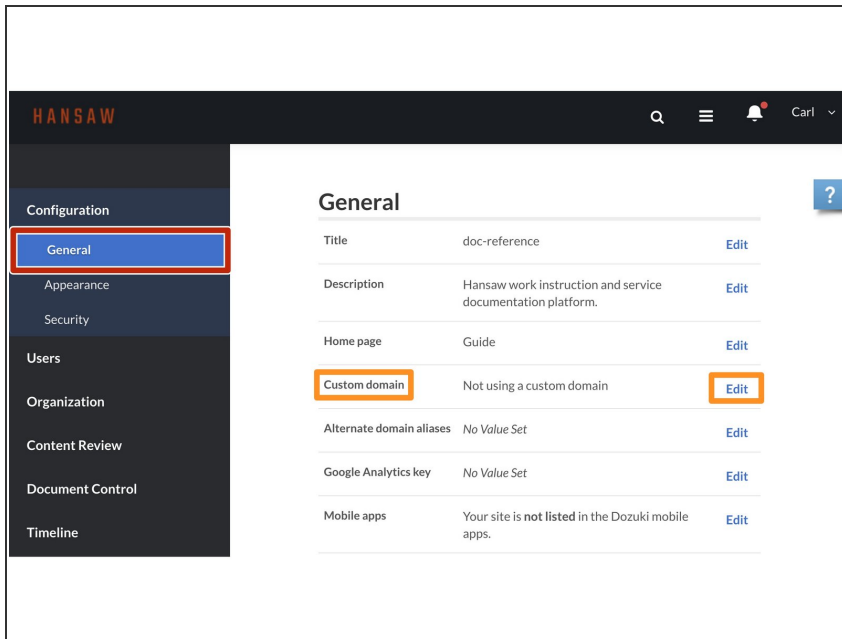 HANSAW
Carl
Configuration
General
Appearance
Security
Users
Organization
Content Review
Document Control
Timeline
General
?
Title doc-reference Edit
Description Hansaw work instruction and service Edit
documentation platform.
Home page Guide Edit
Custom domain Not using a custom domain Edit
Alternate domain aliases No Value Set Edit
Google Analytics key No Value Set Edit
Mobile apps Your site is not listed in the Dozuki mobile Edit
apps.